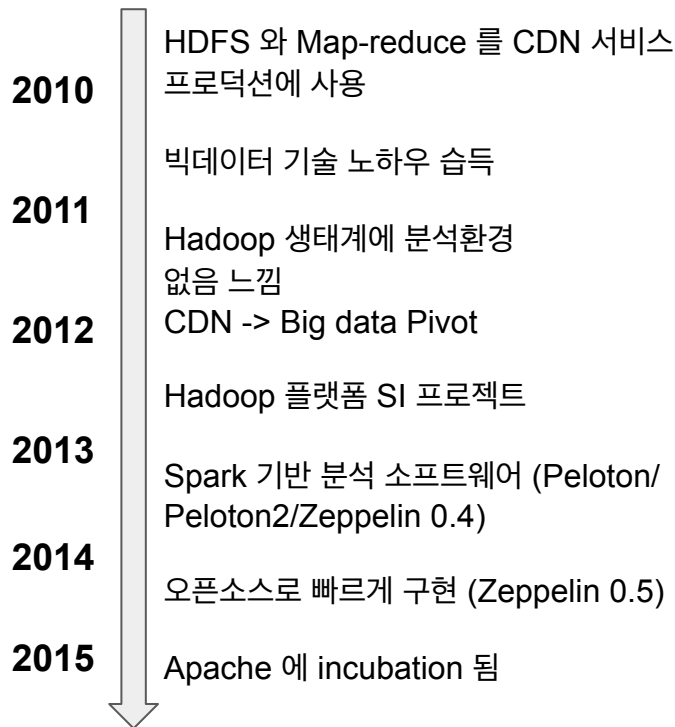 HDFS 와 Map-reduce 를 CDN 서비스
2010
프로덕션에 사용
빅데이터 기술 노하우 습득
2011
Hadoop 생태계에 분석환경
없음 느낌
2012
CDN -> Big data Pivot
Hadoop 플랫폼 SI 프로젝트
2013
Spark 기반 분석 소프트웨어 (Peloton/
Peloton2/Zeppelin 0.4)
2014
오픈소스로 빠르게 구현 (Zeppelin 0.5)
2015
Apache 에 incubation 됨